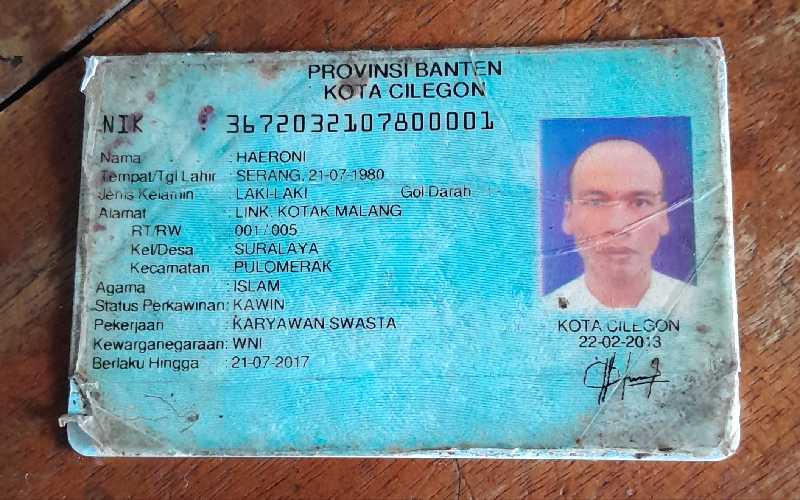 PROVINSI BANTEN
KOTA CILEGON
NIK : 3672032107800001
Nama : HAERONI
Tempat/Tgl Lahir : SERANG, 21-07-1980
Jenis Kelamin : LAKI-LAKI Gol Darah
Alamat : LINK. KOTAK MALANG
RT/RW : 001/005
Kel/Desa : SURALAYA
Kecamatan : PULOMERAK
Agama : ISLAM
Status Perkawinan: KAWIN
Pekerjaan : KARYAWAN SWASTA
Kewarganegaraan: WNI
Berlaku Hingga : 21-07-2017
KOTA CILEGON
22-02-2013